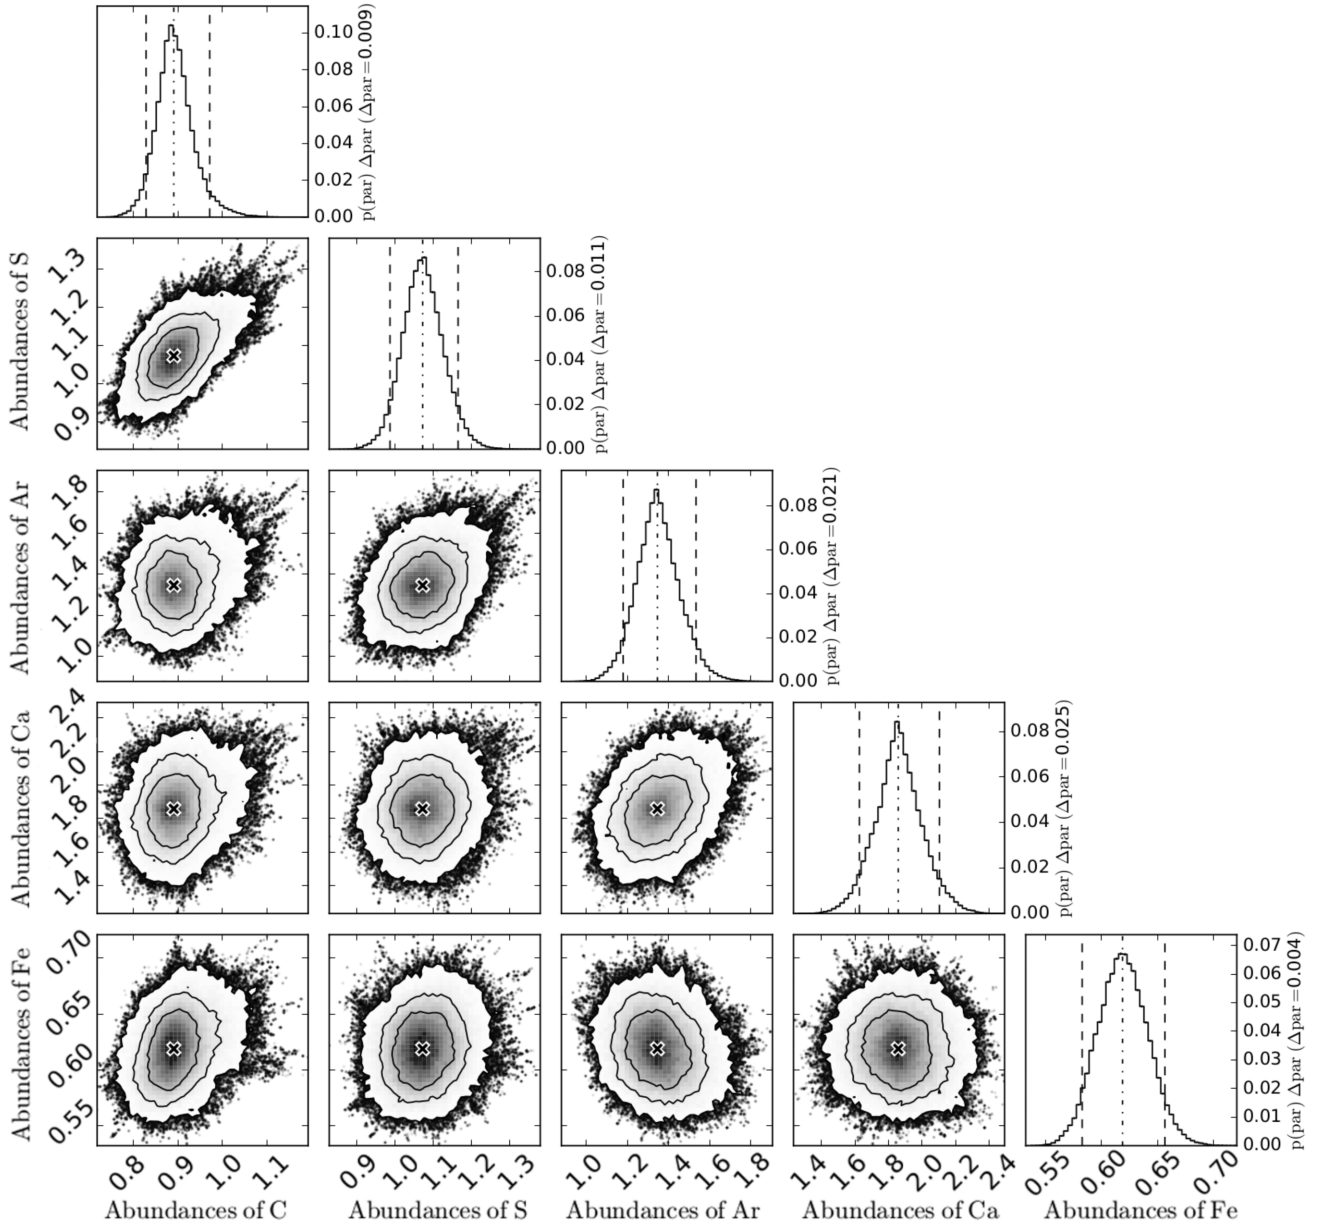 0.10
0.08
0.06
0.04
0.02
0.00
p(par) Δpar (Δpar=0.009)
Abundances of S
1.3
1.2
1.1
1.0
0.9
0.08
0.06
0.04
0.02
0.00
p(par) Δpar (Δpar=0.011)
Abundances of Ar
1.8
1.6
1.4
1.2
1.0
0.08
0.06
0.04
0.02
0.00
p(par) Δpar (Δpar=0.021)
Abundances of Ca
2.4
2.2
2.0
1.8
1.6
1.4
0.08
0.06
0.04
0.02
0.00
p(par) Δpar (Δpar=0.025)
Abundances of Fe
0.70
0.65
0.60
0.55
0.07
0.06
0.05
0.04
0.03
0.02
0.01
0.00
p(par) Δpar (Δpar=0.004)
0.8 0.9 1.0 1.1
0.9 1.0 1.1 1.2 1.3
1.0 1.2 1.4 1.6 1.8
1.4 1.6 1.8 2.0 2.2 2.4
0.55 0.60 0.65 0.70
Abundances of C
Abundances of S
Abundances of Ar
Abundances of Ca
Abundances of Fe